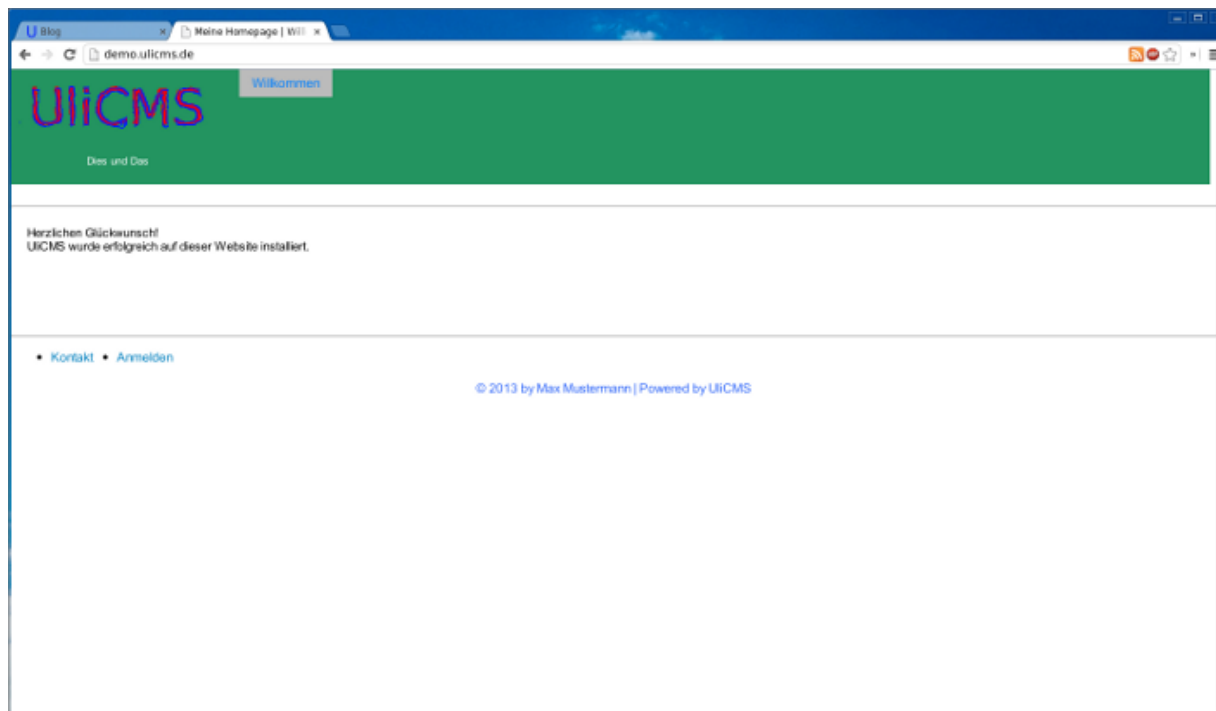 Blog
Meine Homepage | Will
demo.ulicms.de
UliCMS
Willkommen
Dies und Das
Herzlichen Glückwunsch!
UliCMS wurde erfolgreich auf dieser Website installiert.
• Kontakt • Anmelden
© 2013 by Max Mustermann | Powered by UliCMS